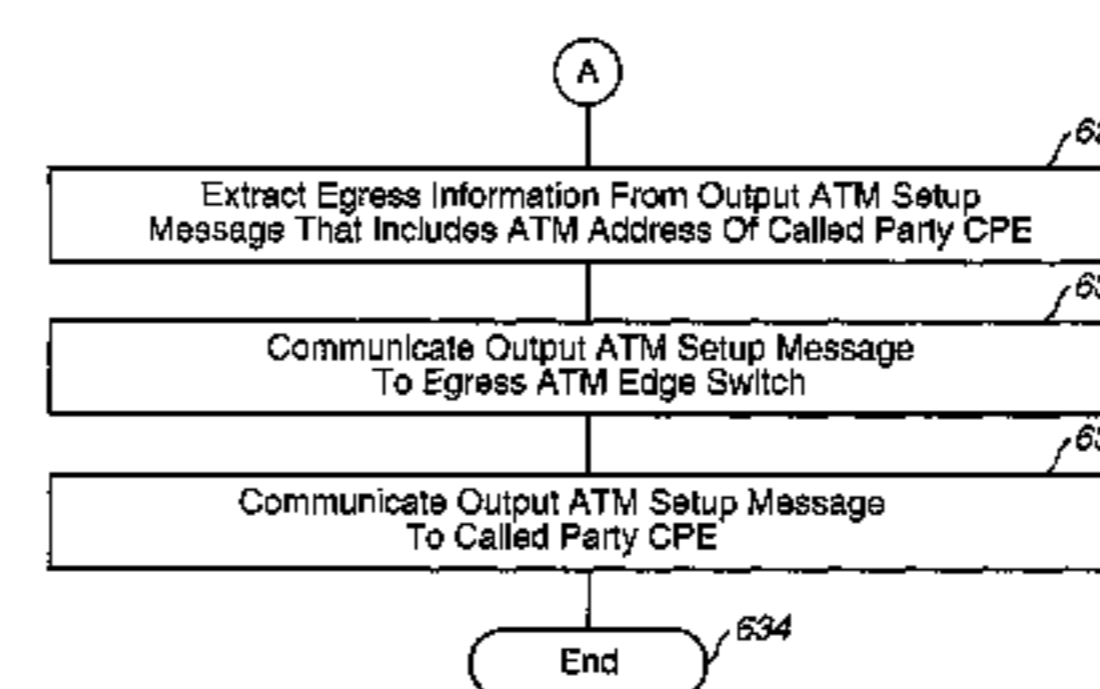 A
Extract Egress Information From Output ATM Setup
Message That Includes ATM Address Of Called Party CPE
Communicate Output ATM Setup Message
To Egress ATM Edge Switch
Communicate Output ATM Setup Message
To Called Party CPE
634
End